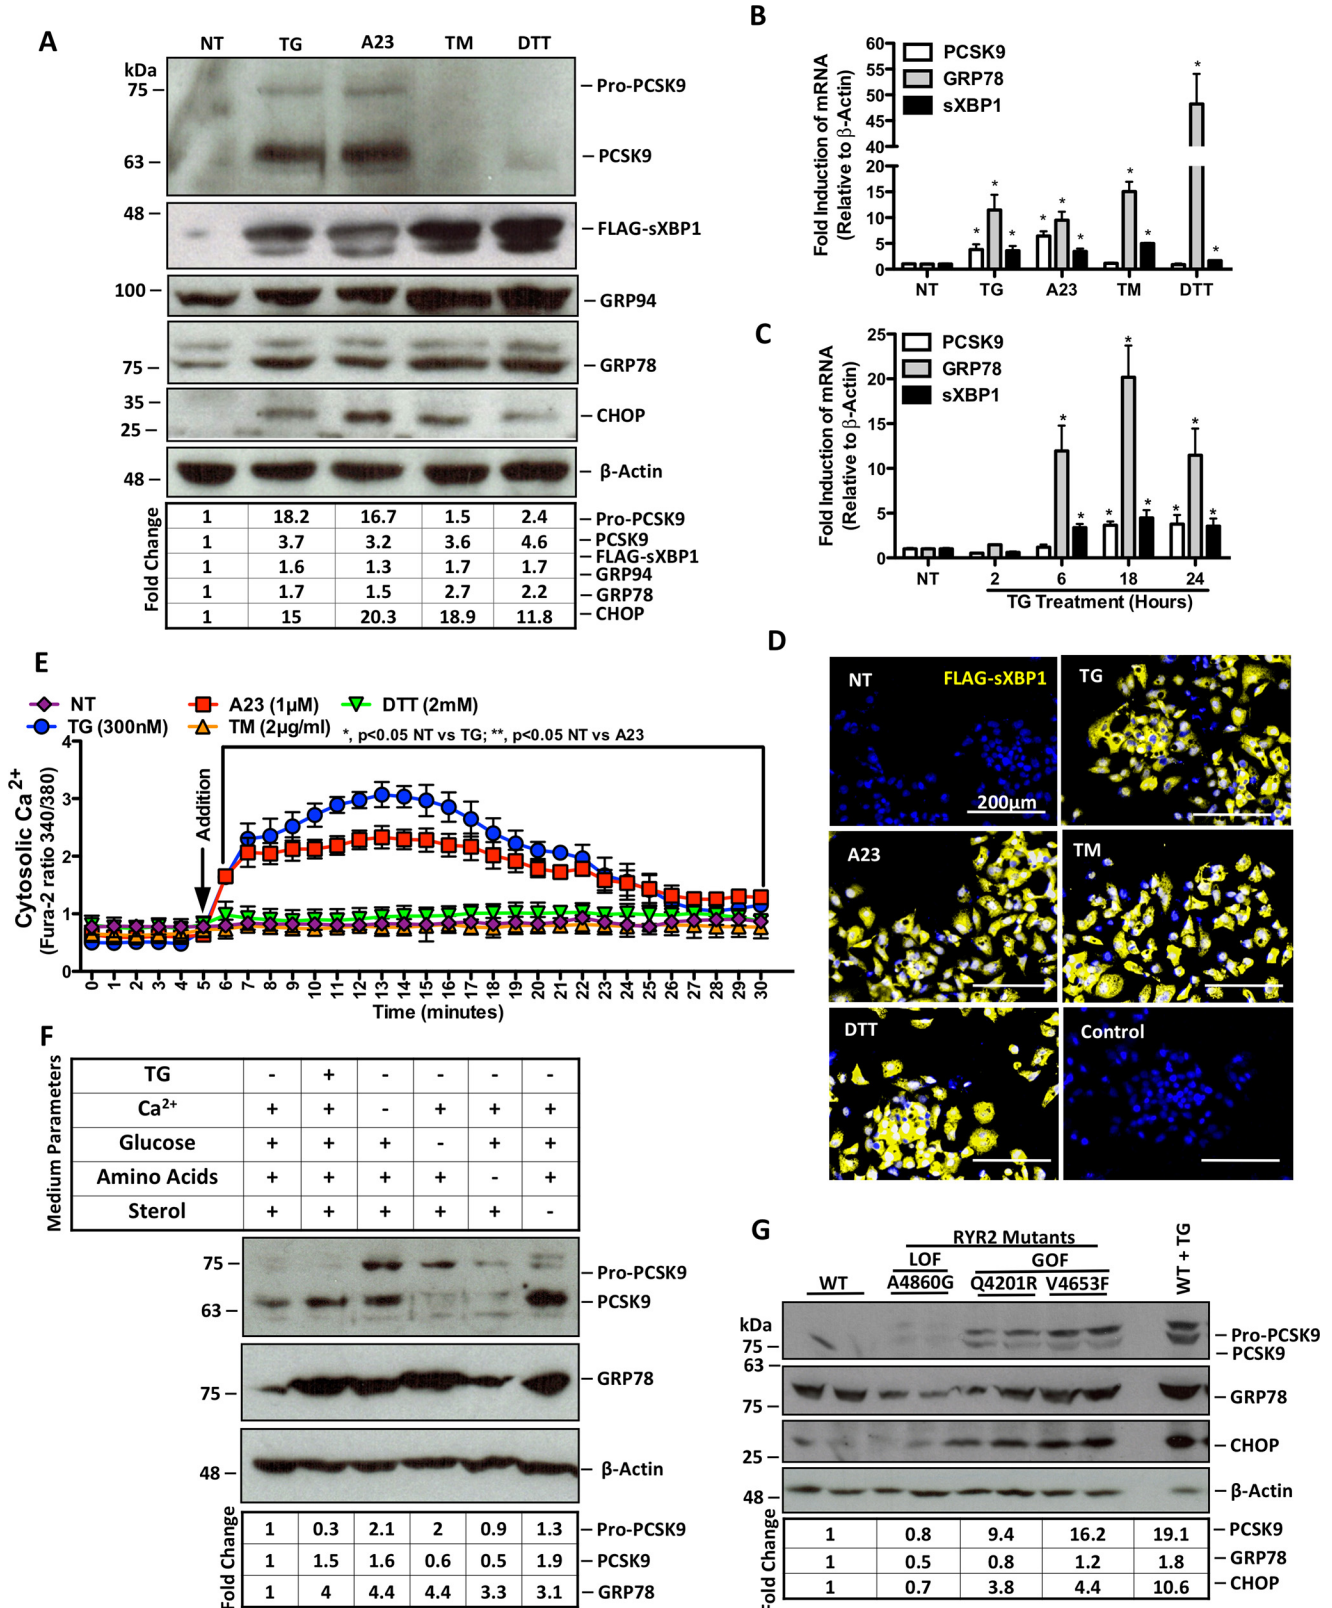 A
NT TG A23 TM DTT
kDa
75 –
63 –
– Pro-PCSK9
– PCSK9
48 –
– FLAG-sXBP1
100 –
– GRP94
75 –
– GRP78
35 –
25 –
– CHOP
48 –
– β-Actin
Fold Change
1 18.2 16.7 1.5 2.4 – Pro-PCSK9
1 3.7 3.2 3.6 4.6 – PCSK9
– FLAG-sXBP1
1 1.6 1.3 1.7 1.7
– GRP94
1 1.7 1.5 2.7 2.2 – GRP78
1 15 20.3 18.9 11.8 – CHOP
B
Fold Induction of mRNA
(Relative to β-Actin)
60
55
50
45
40
20
15
10
5
0
PCSK9
GRP78
sXBP1
* * * * * * * * * *
NT TG A23 TM DTT
C
Fold Induction of mRNA
(Relative to β-Actin)
25
20
15
10
5
0
PCSK9
GRP78
sXBP1
* * * * * * * *
NT 2 6 18 24
TG Treatment (Hours)
D
NT
FLAG-sXBP1
200μm
TG
A23
TM
DTT
Control
E
NT
A23 (1μM)
DTT (2mM)
TG (300nM)
TM (2μg/ml)
*, p<0.05 NT vs TG; **, p<0.05 NT vs A23
Cytosolic Ca2+
(Fura-2 ratio 340/380)
4
3
2
1
0
Addition
0 1 2 3 4 5 6 7 8 9 10 11 12 13 14 15 16 17 18 19 20 21 22 23 24 25 26 27 28 29 30
Time (minutes)
F
Medium Parameters
TG - + - - - -
Ca2+ + + - + + +
Glucose + + + - + +
Amino Acids + + + + - +
Sterol + + + + + -
75 –
63 –
– Pro-PCSK9
– PCSK9
75 –
– GRP78
48 –
– β-Actin
Fold Change
1 0.3 2.1 2 0.9 1.3 – Pro-PCSK9
1 1.5 1.6 0.6 0.5 1.9 – PCSK9
1 4 4.4 4.4 3.3 3.1 – GRP78
G
RYR2 Mutants
LOF GOF
WT A4860G Q4201R V4653F WT + TG
kDa
75 –
63 –
– Pro-PCSK9
– PCSK9
75 –
– GRP78
25 –
– CHOP
48 –
– β-Actin
Fold Change
1 0.8 9.4 16.2 19.1 – PCSK9
1 0.5 0.8 1.2 1.8 – GRP78
1 0.7 3.8 4.4 10.6 – CHOP